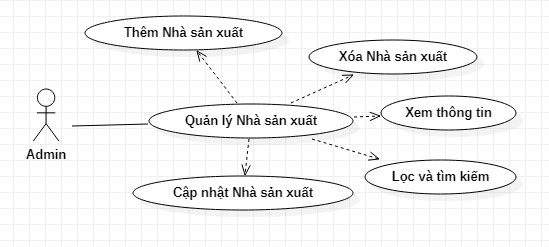 Thêm Nhà sản xuất
Xóa Nhà sản xuất
Quản lý Nhà sản xuất
Xem thông tin
Admin
Lọc và tìm kiếm
Cập nhật Nhà sản xuất